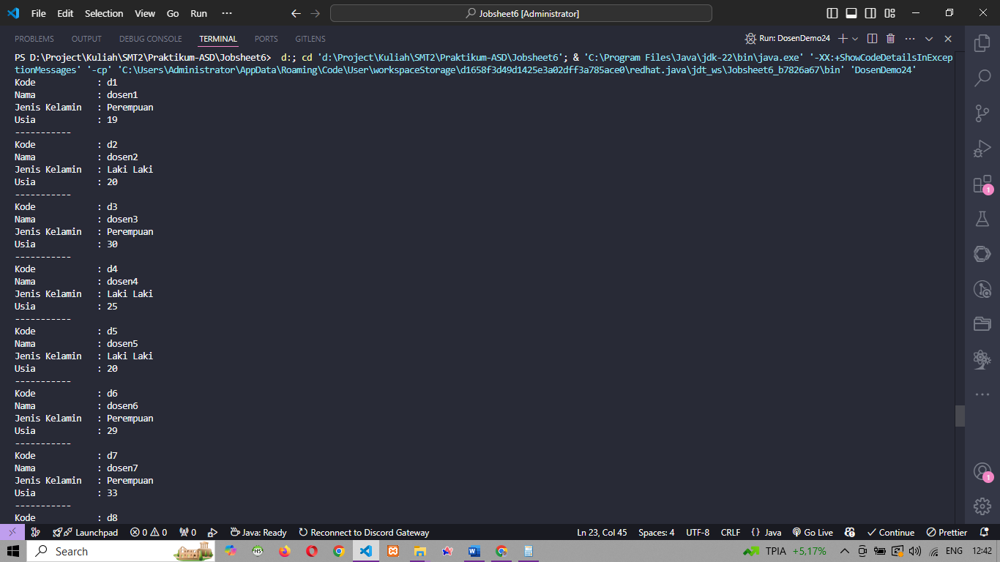 File Edit Selection View Go Run ··· Jobsheet6 [Administrator]
PROBLEMS OUTPUT DEBUG CONSOLE TERMINAL PORTS GITLENS Run: DosenDemo24
PS D:\Project\Kuliah\SMT2\Praktikum-ASD\Jobsheet6> d:; cd 'd:\Project\Kuliah\SMT2\Praktikum-ASD\Jobsheet6'; & 'C:\Program Files\Java\jdk-22\bin\java.exe' '-XX:+ShowCodeDetailsInExcep
tionMessages' '-cp' 'C:\Users\Administrator\AppData\Roaming\Code\User\workspaceStorage\d1658f3d49d1425e3a02dff3a785ace0\redhat.java\jdt_ws\Jobsheet6_b7826a67\bin' 'DosenDemo24'
Kode : d1
Nama : dosen1
Jenis Kelamin : Perempuan
Usia : 19
-----------
Kode : d2
Nama : dosen2
Jenis Kelamin : Laki Laki
Usia : 20
-----------
Kode : d3
Nama : dosen3
Jenis Kelamin : Perempuan
Usia : 30
-----------
Kode : d4
Nama : dosen4
Jenis Kelamin : Laki Laki
Usia : 25
-----------
Kode : d5
Nama : dosen5
Jenis Kelamin : Laki Laki
Usia : 20
-----------
Kode : d6
Nama : dosen6
Jenis Kelamin : Perempuan
Usia : 29
-----------
Kode : d7
Nama : dosen7
Jenis Kelamin : Perempuan
Usia : 33
-----------
Kode : d8
1
1
Launchpad 0 0 0 Java: Ready Reconnect to Discord Gateway Ln 23, Col 45 Spaces: 4 UTF-8 CRLF {} Java Go Live Continue Prettier
Search TPIA +5,17% ENG 12:42